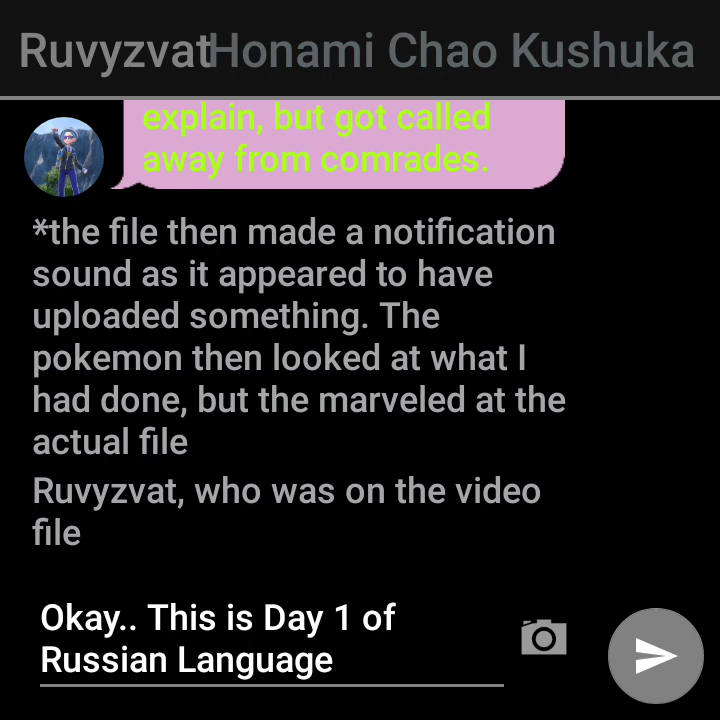 Ruvyzvat Honami Chao Kushuka
explain, but got called
away from comrades.
*the file then made a notification
sound as it appeared to have
uploaded something. The
pokemon then looked at what I
had done, but the marveled at the
actual file
Ruvyzvat, who was on the video
file
Okay.. This is Day 1 of
Russian Language